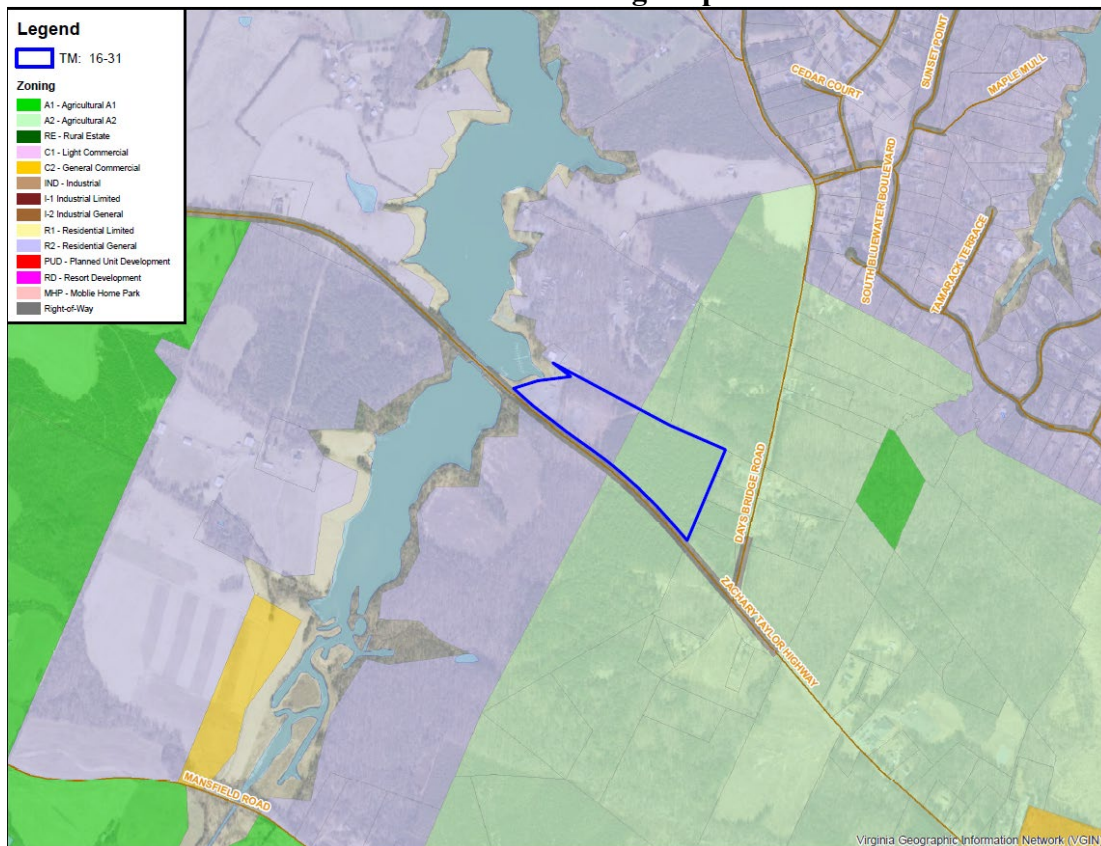 Legend
TM: 16-31
Zoning
A1 - Agricultural A1
A2 - Agricultural A2
RE - Rural Estate
C1 - Light Commercial
C2 - General Commercial
IND - Industrial
I-1 Industrial Limited
I-2 Industrial General
R1 - Residential Limited
R2 - Residential General
PUD - Planned Unit Development
RD - Resort Development
MHP - Moblie Home Park
Right-of-Way
CEDAR COURT
SUNSET POINT
MAPLE MULL
SOUTH BLUEWATER BOULEVARD
TAMARACK TERRACE
DAYS BRIDGE ROAD
ZACHARY TAYLOR HIGHWAY
MANSFIELD ROAD
Virginia Geographic Information Network (VGIN